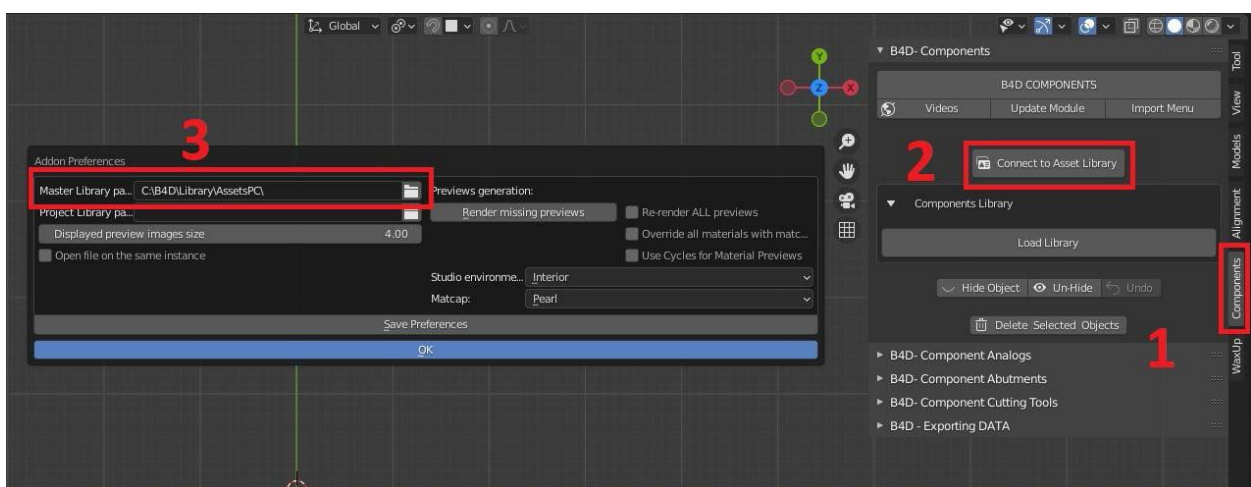 Global
Y
Z
X
3
Addon Preferences
Master Library pa... C:\B4D\Library\AssetsPC\
Previews generation:
Project Library pa...
Render missing previews
Re-render ALL previews
Displayed preview images size 4.00
Override all materials with matc...
Open file on the same instance
Use Cycles for Material Previews
Studio environme... Interior
Matcap: Pearl
Save Preferences
OK
B4D- Components
B4D COMPONENTS
Videos Update Module Import Menu
2
Connect to Asset Library
Components Library
Load Library
Hide Object Un-Hide Undo
Delete Selected Objects
1
B4D- Component Analogs
B4D- Component Abutments
B4D- Component Cutting Tools
B4D - Exporting DATA
Tool
View
Models
Alignment
Components
WaxUp